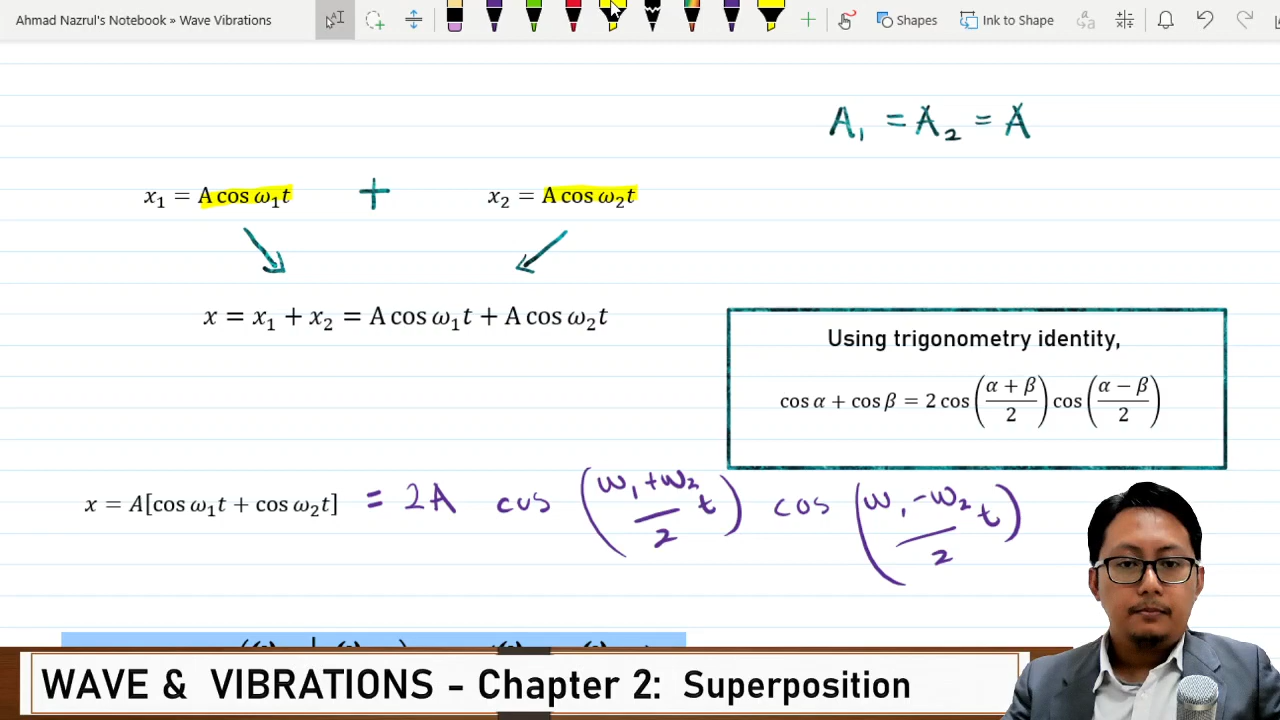 Ahmad Nazrul's Notebook » Wave Vibrations
Shapes
Ink to Shape
A₁ = A₂ = A
x₁ = A cos ω₁t + x₂ = A cos ω₂t
x = x₁ + x₂ = A cos ω₁t + A cos ω₂t
Using trigonometry identity,
cos α + cos β = 2 cos ((α + β)/2) cos ((α − β)/2)
x = A[cos ω₁t + cos ω₂t] = 2A cos ((ω₁ + ω₂)/2 t) cos ((ω₁ − ω₂)/2 t)
WAVE & VIBRATIONS - Chapter 2: Superposition